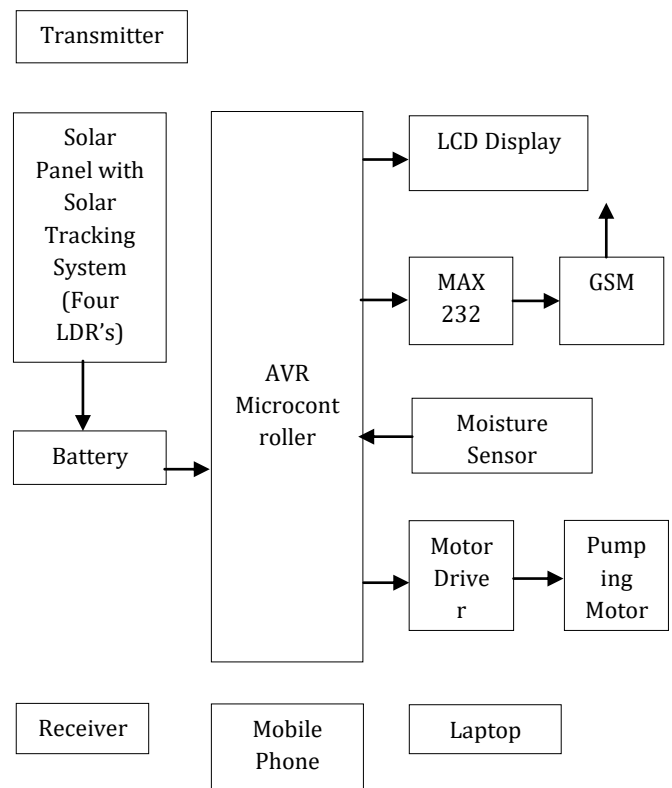 Transmitter
Solar
Panel with
Solar
Tracking
System
(Four
LDR’s)
Battery
AVR
Microcont
roller
LCD Display
MAX
232
GSM
Moisture
Sensor
Motor
Drive
r
Pump
ing
Motor
Receiver
Mobile
Phone
Laptop